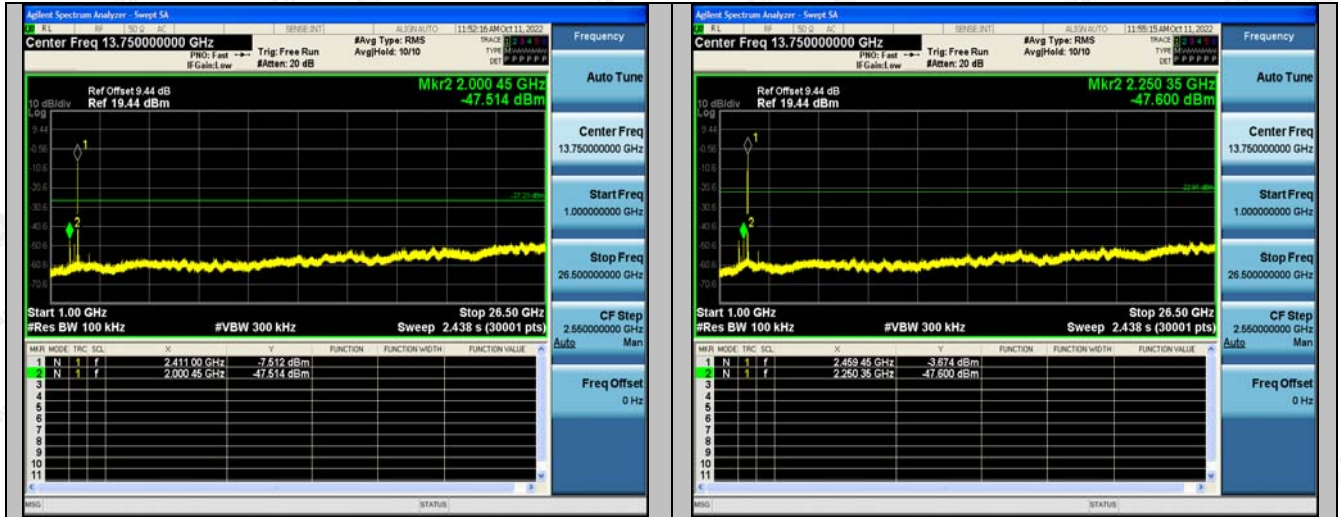 Agilent Spectrum Analyzer - Swept SA
RL RF 50 Ω AC SENSE:INT ALIGNAUTO 11:52:16 AM Oct 11, 2022
Center Freq 13.750000000 GHz
PNO: Fast
IFGain:Low
Trig: Free Run
#Atten: 20 dB
#Avg Type: RMS
Avg|Hold: 10/10
TRACE 1 2 3 4 5 6
TYPE
DET P P P P P P
Frequency
Ref Offset 9.44 dB
10 dB/div Ref 19.44 dBm
Log
Mkr2 2.000 45 GHz
-47.514 dBm
9.44
-0.56
-10.6
-20.6
-30.6
-40.6
-50.6
-60.6
-70.6
1
2
-27.23 dBm
Start 1.00 GHz Stop 26.50 GHz
#Res BW 100 kHz #VBW 300 kHz Sweep 2.438 s (30001 pts)
MKR MODE TRC SCL X Y FUNCTION FUNCTION WIDTH FUNCTION VALUE
1 N 1 f 2.411 00 GHz -7.512 dBm
2 N 1 f 2.000 45 GHz -47.514 dBm
3
4
5
6
7
8
9
10
11
MSG STATUS
Auto Tune
Center Freq
13.750000000 GHz
Start Freq
1.000000000 GHz
Stop Freq
26.500000000 GHz
CF Step
2.550000000 GHz
Auto Man
Freq Offset
0 Hz
Agilent Spectrum Analyzer - Swept SA
RL RF 50 Ω AC SENSE:INT ALIGNAUTO 11:55:15 AM Oct 11, 2022
Center Freq 13.750000000 GHz
PNO: Fast
IFGain:Low
Trig: Free Run
#Atten: 20 dB
#Avg Type: RMS
Avg|Hold: 10/10
TRACE 1 2 3 4 5 6
TYPE
DET P P P P P P
Frequency
Ref Offset 9.44 dB
10 dB/div Ref 19.44 dBm
Log
Mkr2 2.250 35 GHz
-47.600 dBm
9.44
-0.56
-10.6
-20.6
-30.6
-40.6
-50.6
-60.6
-70.6
1
2
-22.91 dBm
Start 1.00 GHz Stop 26.50 GHz
#Res BW 100 kHz #VBW 300 kHz Sweep 2.438 s (30001 pts)
MKR MODE TRC SCL X Y FUNCTION FUNCTION WIDTH FUNCTION VALUE
1 N 1 f 2.459 45 GHz -3.674 dBm
2 N 1 f 2.250 35 GHz -47.600 dBm
3
4
5
6
7
8
9
10
11
MSG STATUS
Auto Tune
Center Freq
13.750000000 GHz
Start Freq
1.000000000 GHz
Stop Freq
26.500000000 GHz
CF Step
2.550000000 GHz
Auto Man
Freq Offset
0 Hz